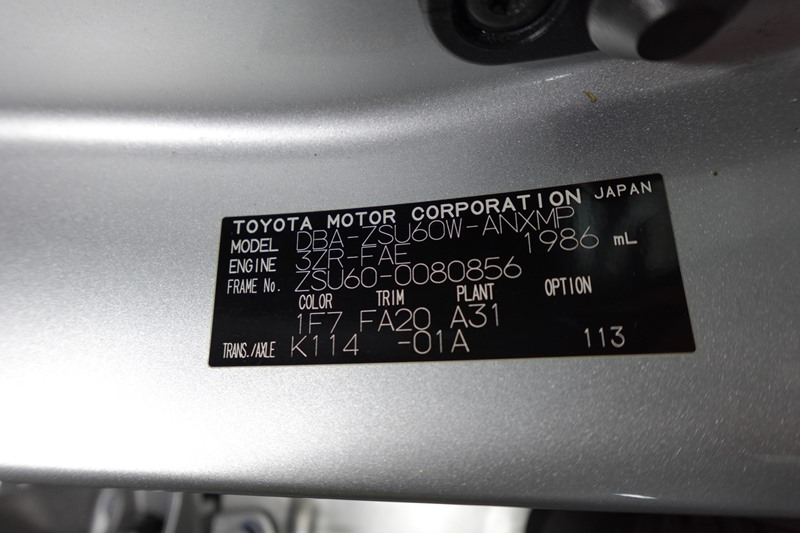 TOYOTA MOTOR CORPORATION JAPAN
MODEL DBA-ZSU60W-ANXMP
ENGINE 3ZR-FAE 1986 mL
FRAME No. ZSU60-0080856
COLOR TRIM PLANT OPTION
1F7 FA20 A31
TRANS./AXLE K114 -01A 113